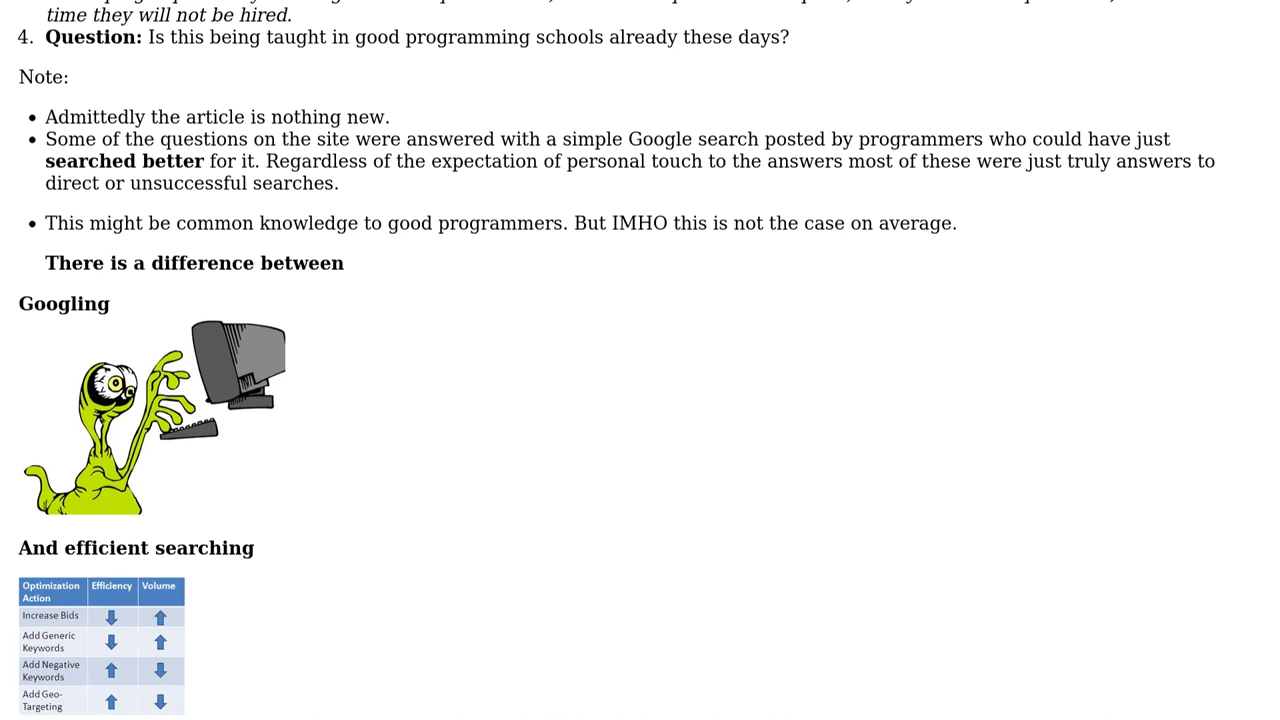 time they will not be hired.
4. Question: Is this being taught in good programming schools already these days?
Note:
• Admittedly the article is nothing new.
• Some of the questions on the site were answered with a simple Google search posted by programmers who could have just
searched better for it. Regardless of the expectation of personal touch to the answers most of these were just truly answers to
direct or unsuccessful searches.
• This might be common knowledge to good programmers. But IMHO this is not the case on average.
There is a difference between
Googling
And efficient searching
Optimization Efficiency Volume
Action
Increase Bids
Add Generic
Keywords
Add Negative
Keywords
Add Geo-
Targeting